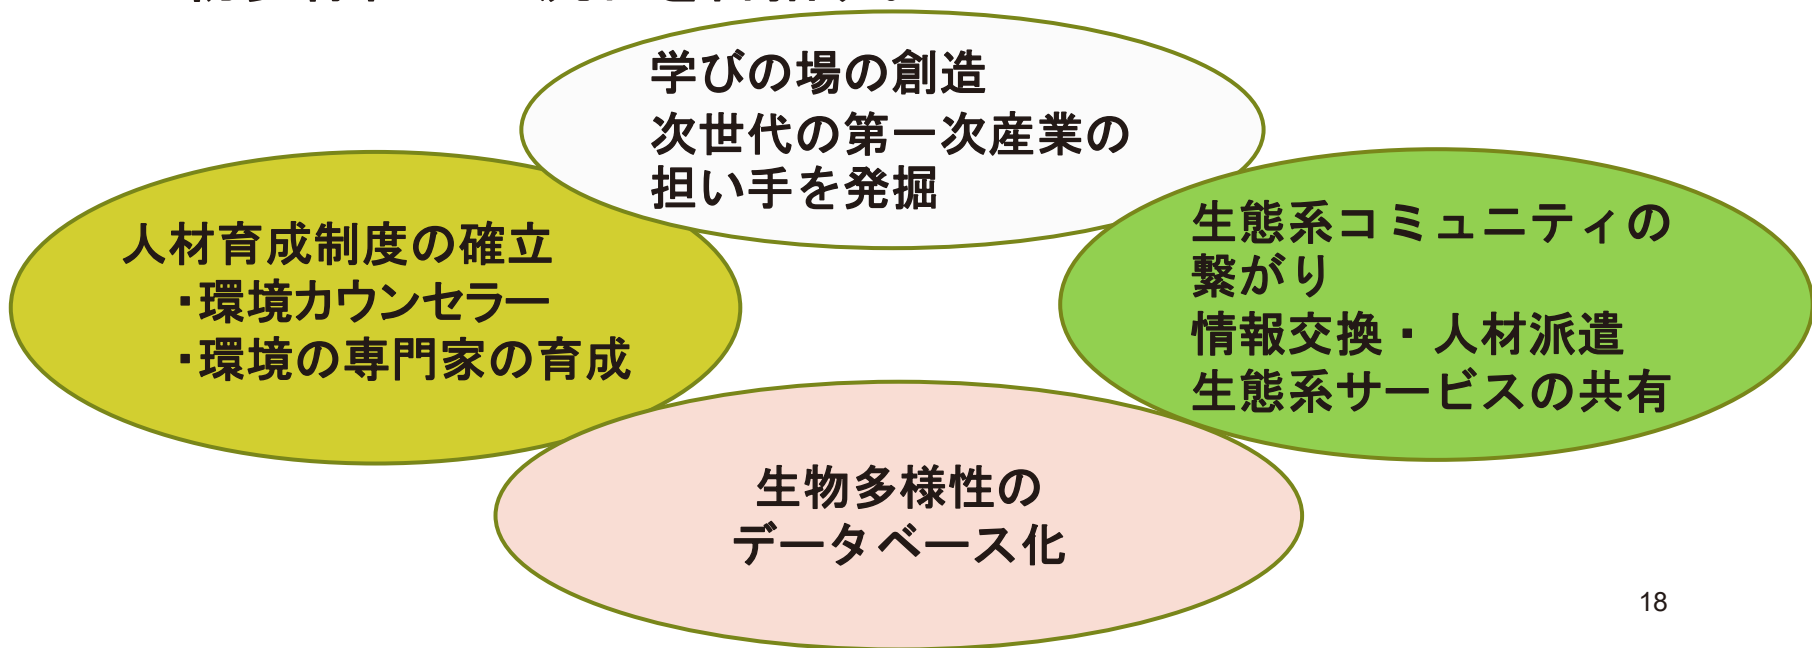 学びの場の創造
次世代の第一次産業の
担い手を発掘
人材育成制度の確立
・環境カウンセラー
・環境の専門家の育成
生態系コミュニティの
繋がり
情報交換・人材派遣
生態系サービスの共有
生物多様性の
データベース化
18